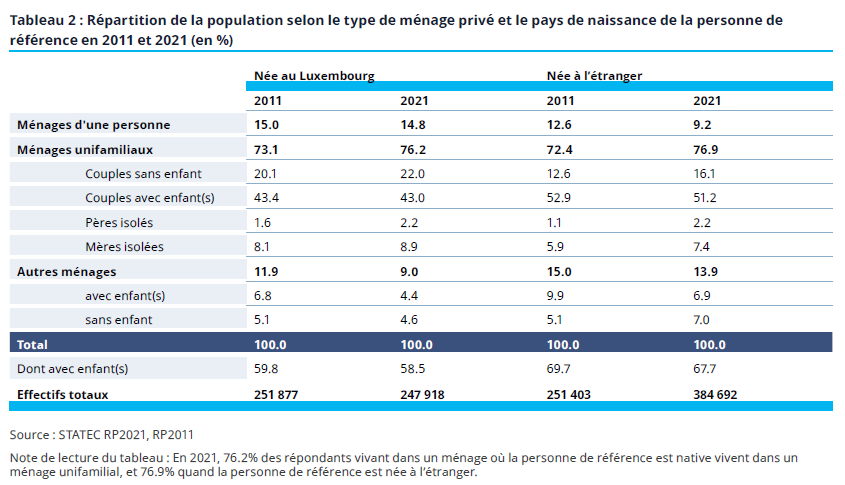 Tableau 2 : Répartition de la population selon le type de ménage privé et le pays de naissance de la personne de
référence en 2011 et 2021 (en %)
Née au Luxembourg Née à l’étranger
2011 2021 2011 2021
Ménages d'une personne 15.0 14.8 12.6 9.2
Ménages unifamiliaux 73.1 76.2 72.4 76.9
Couples sans enfant 20.1 22.0 12.6 16.1
Couples avec enfant(s) 43.4 43.0 52.9 51.2
Pères isolés 1.6 2.2 1.1 2.2
Mères isolées 8.1 8.9 5.9 7.4
Autres ménages 11.9 9.0 15.0 13.9
avec enfant(s) 6.8 4.4 9.9 6.9
sans enfant 5.1 4.6 5.1 7.0
Total 100.0 100.0 100.0 100.0
Dont avec enfant(s) 59.8 58.5 69.7 67.7
Effectifs totaux 251 877 247 918 251 403 384 692
Source : STATEC RP2021, RP2011
Note de lecture du tableau : En 2021, 76.2% des répondants vivant dans un ménage où la personne de référence est native vivent dans un
ménage unifamilial, et 76.9% quand la personne de référence est née à l’étranger.